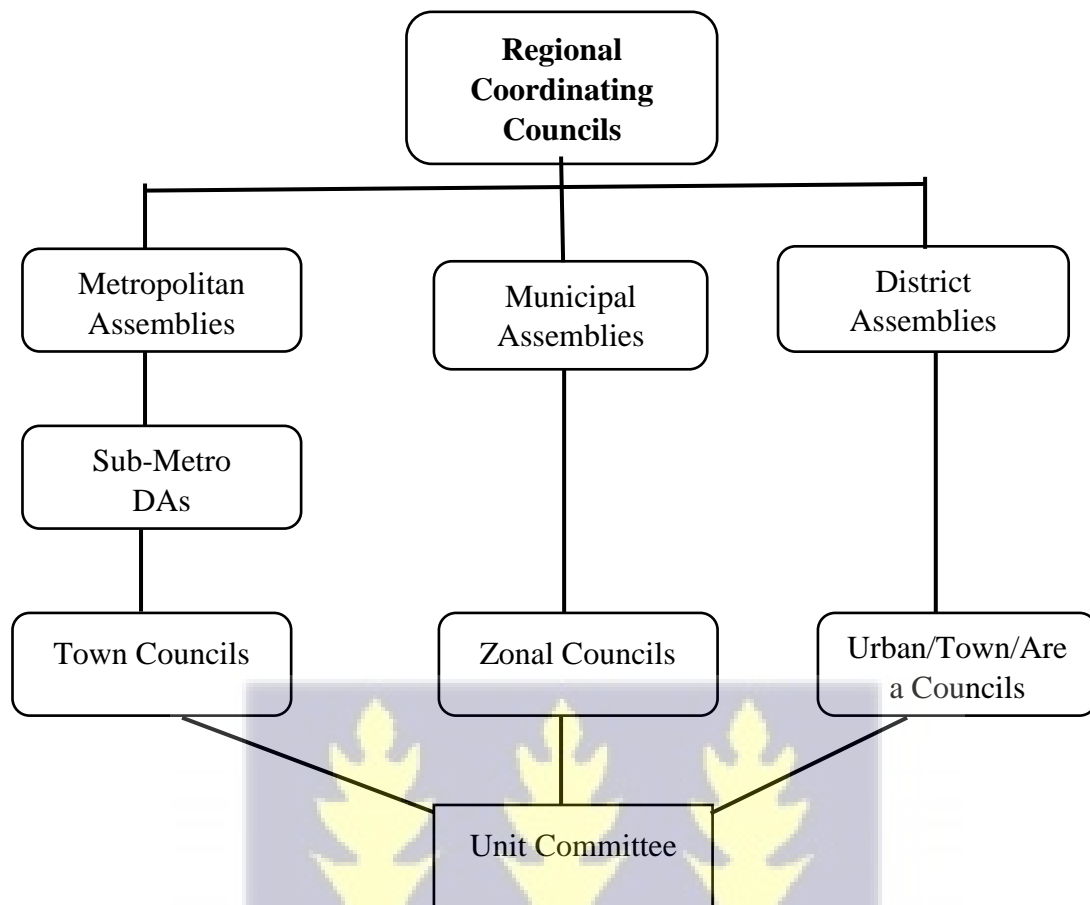 Regional
Coordinating
Councils
Metropolitan
Assemblies
Municipal
Assemblies
District
Assemblies
Sub-Metro
DAs
Town Councils
Zonal Councils
Urban/Town/Are
a Councils
Unit Committee